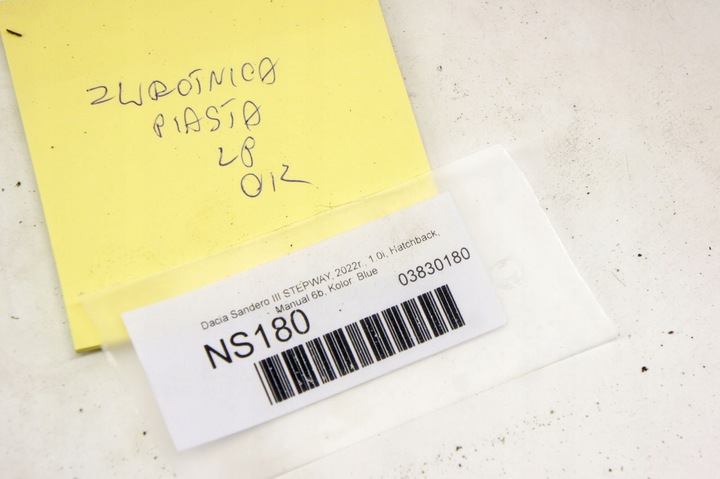 ZWROTNICA
PIASTA
LP
OK
Dacia Sandero III STEPWAY, 2022r., 1.0i, Hatchback,
Manual 6b, Kolor Blue
03830180
NS180